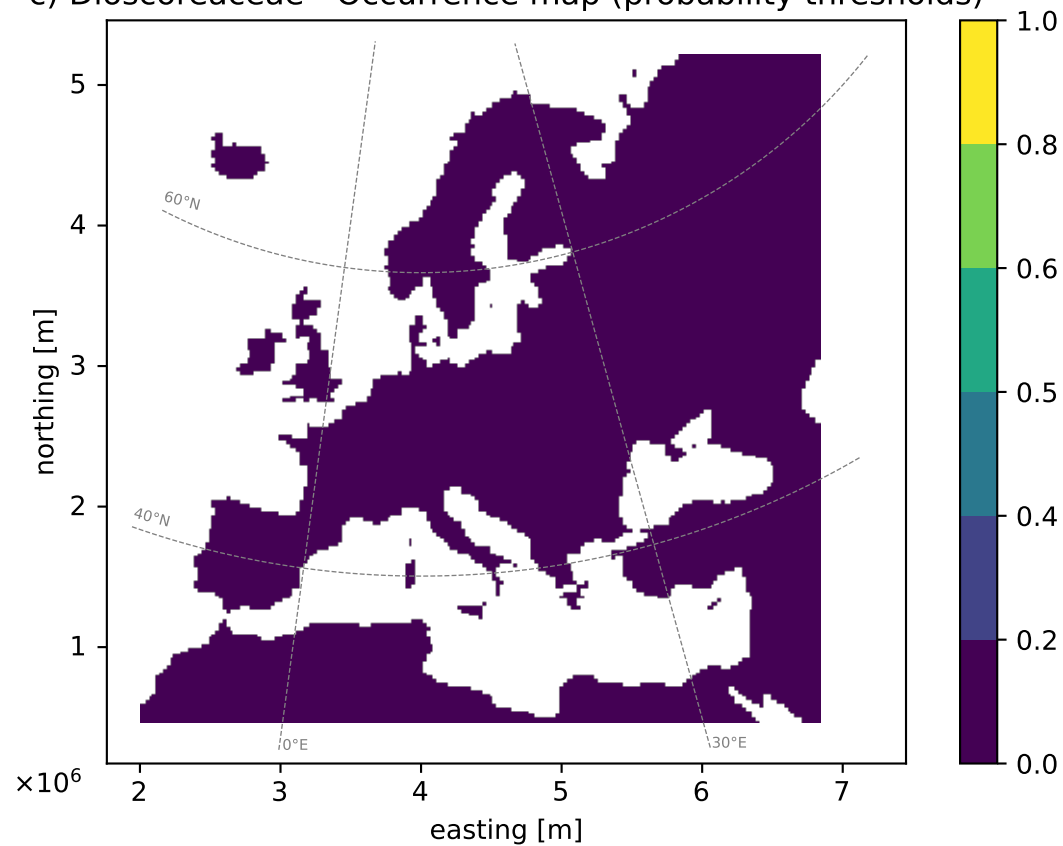 c) Dioscoreaceae - Occurrence map (probability thresholds)
1.0
0.8
0.6
0.5
0.4
0.2
0.0
5
4
3
2
1
northing [m]
60°N
40°N
0°E
30°E
×10⁶
2 3 4 5 6 7
easting [m]